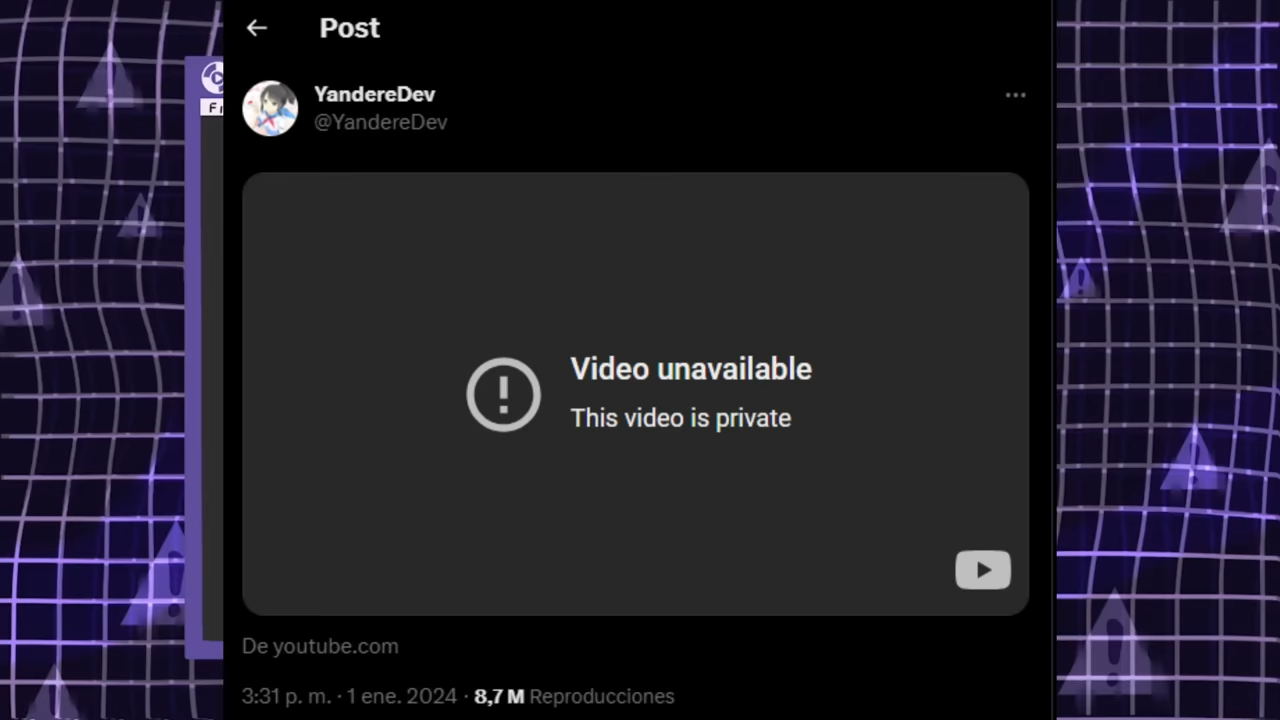 Post
YandereDev
@YandereDev
Video unavailable
This video is private
De youtube.com
3:31 p. m. · 1 ene. 2024 · 8,7 M Reproducciones